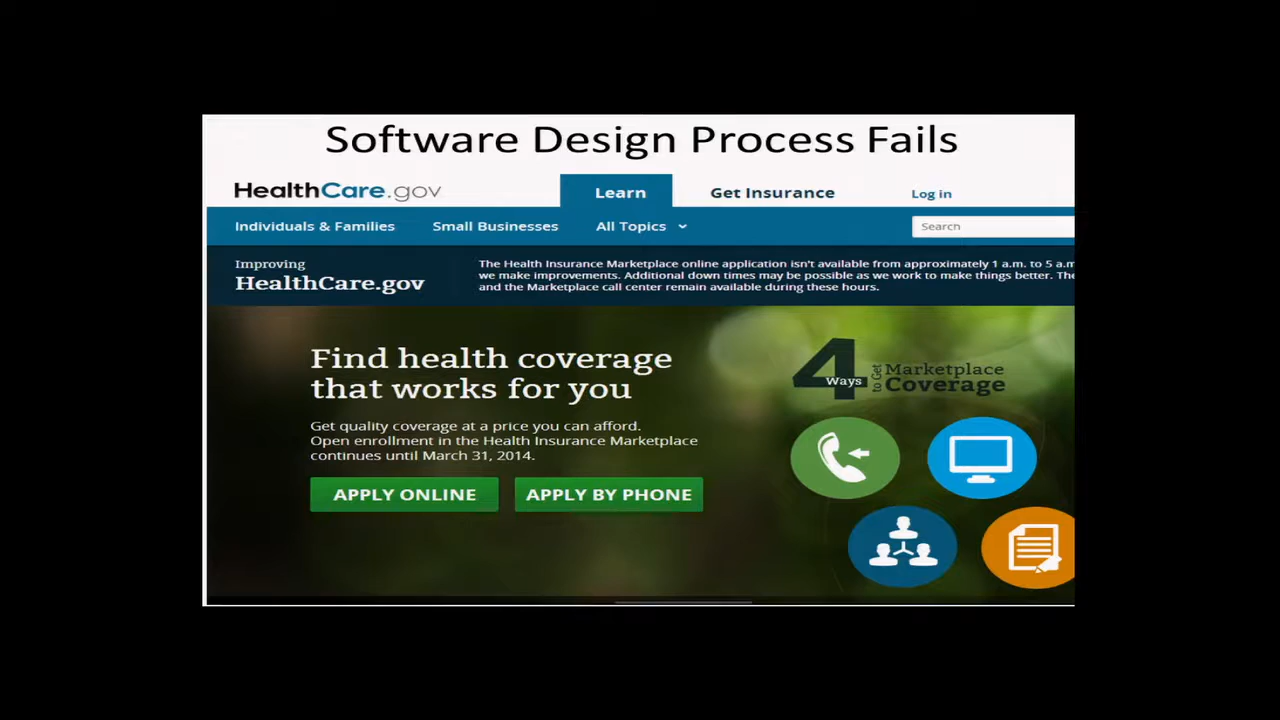 Software Design Process Fails
HealthCare.gov
Learn
Get Insurance
Log in
Individuals & Families
Small Businesses
All Topics
Search
Improving
HealthCare.gov
The Health Insurance Marketplace online application isn't available from approximately 1 a.m. to 5 a.m
we make improvements. Additional down times may be possible as we work to make things better. The
and the Marketplace call center remain available during these hours.
Find health coverage
that works for you
Get quality coverage at a price you can afford.
Open enrollment in the Health Insurance Marketplace
continues until March 31, 2014.
APPLY ONLINE
APPLY BY PHONE
4
Ways
to Get
Marketplace
Coverage